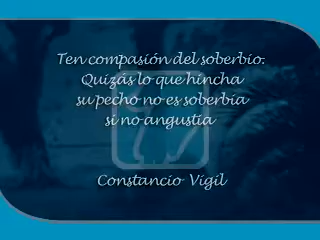 Ten compasión del soberbio.
Quizás lo que hincha
su pecho no es soberbia
si no angustia
Constancio Vigil